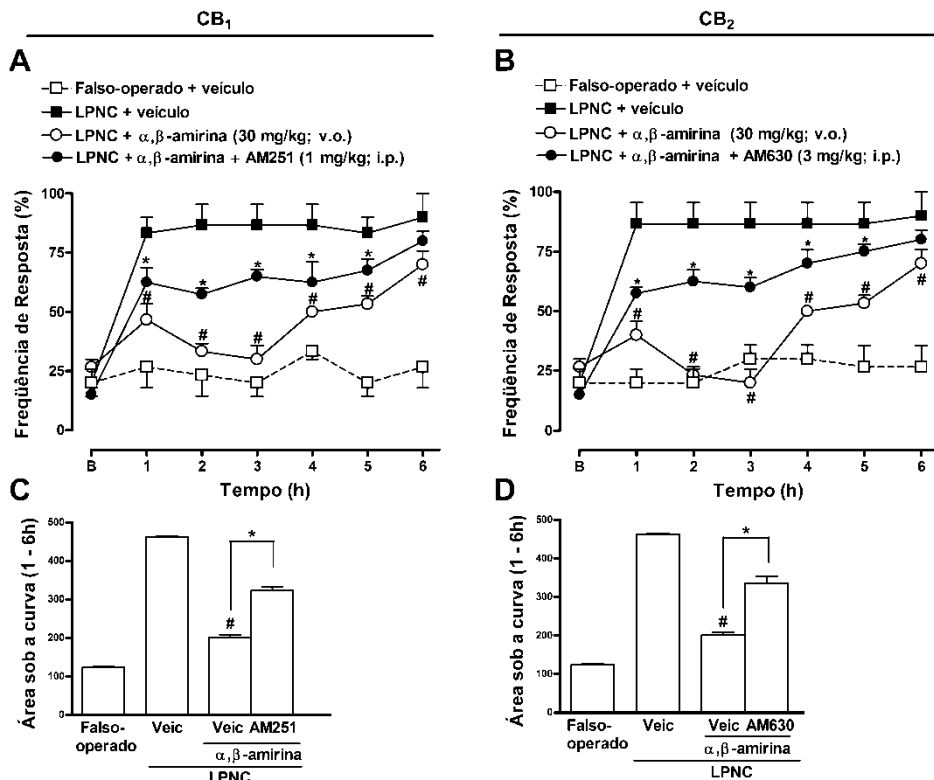 CB1
CB2
A
Falso-operado + veículo
LPNC + veículo
LPNC + α,β-amirina (30 mg/kg; v.o.)
LPNC + α,β-amirina + AM251 (1 mg/kg; i.p.)
Freqüência de Resposta (%)
100
75
50
25
0
* * * * *
# # # # # #
B 1 2 3 4 5 6
Tempo (h)
B
Falso-operado + veículo
LPNC + veículo
LPNC + α,β-amirina (30 mg/kg; v.o.)
LPNC + α,β-amirina + AM630 (3 mg/kg; i.p.)
Freqüência de Resposta (%)
100
75
50
25
0
* * * * *
# # # # # #
B 1 2 3 4 5 6
Tempo (h)
C
Área sob a curva (1 - 6h)
500
400
300
200
100
0
*
#
Falso-
operado
Veic
Veic AM251
α,β-amirina
LPNC
D
Área sob a curva (1 - 6h)
500
400
300
200
100
0
*
#
Falso-
operado
Veic
Veic AM630
α,β-amirina
LPNC